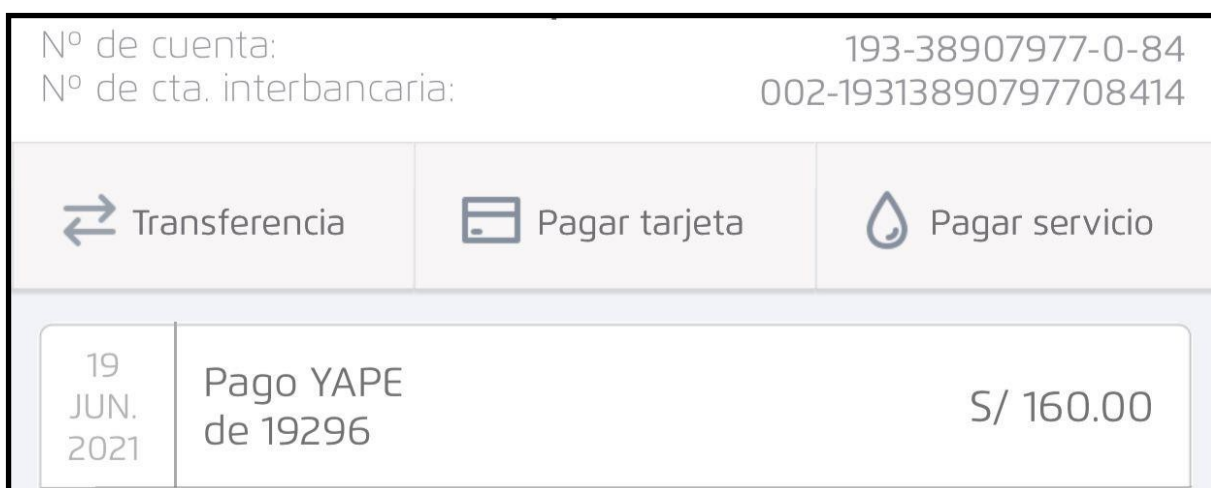 Nº de cuenta: 193-38907977-0-84
Nº de cta. interbancaria: 002-19313890797708414
Transferencia Pagar tarjeta Pagar servicio
19
JUN.
2021
Pago YAPE
de 19296
S/ 160.00